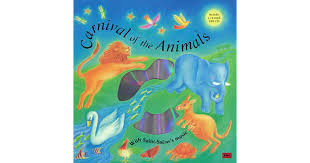 Carnival of the Animals
With Saint-Saëns's music